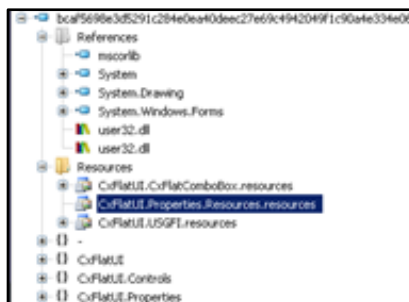 bcaf5698e3d5291c284e0ea40deec27e69c4942049f1c90a4e334e06
References
mscorlib
System
System.Drawing
System.Windows.Forms
user32.dll
user32.dll
Resources
CxFlatUI.CxFlatComboBox.resources
CxFlatUI.Properties.Resources.resources
CxFlatUI.USGFI.resources
{} -
{} CxFlatUI
{} CxFlatUI.Controls
{} CxFlatUI.Properties